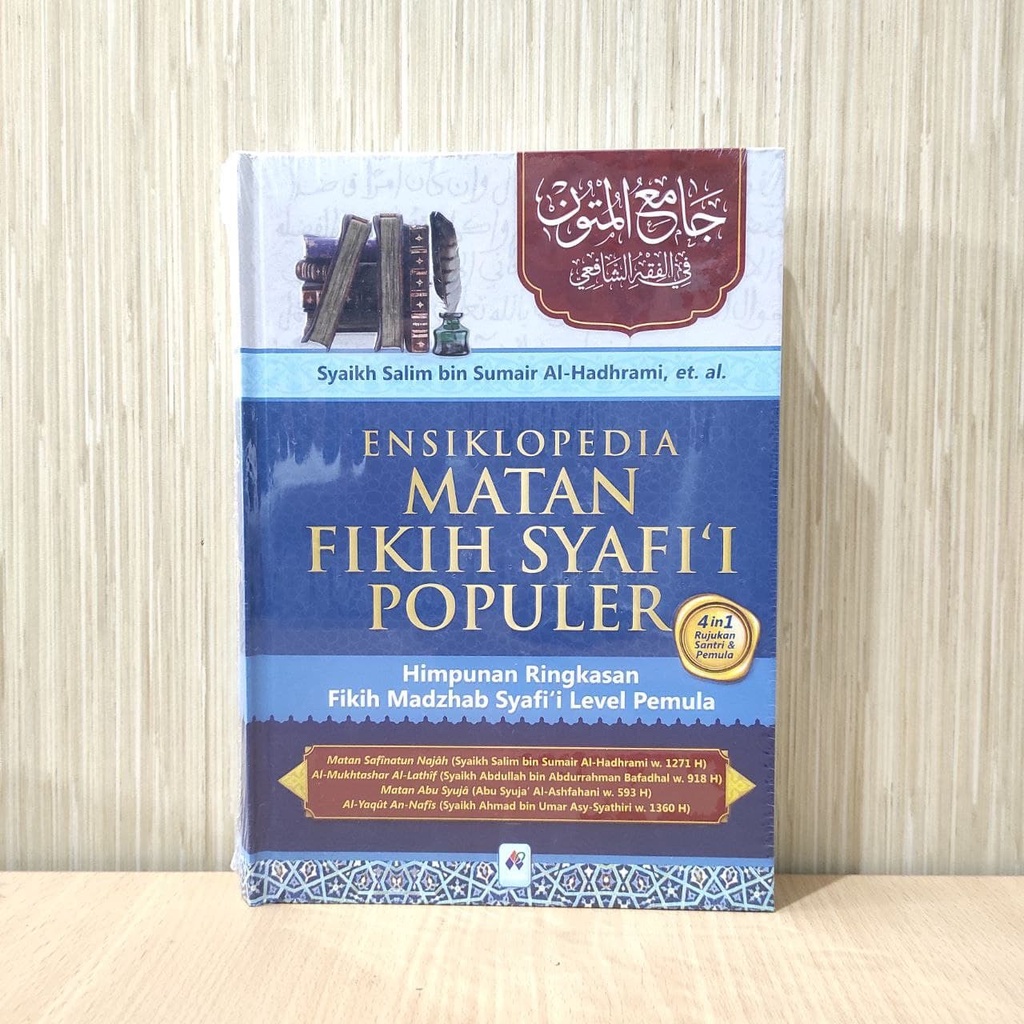 جامع المتون
في الفقه الشافعي
Syaikh Salim bin Sumair Al-Hadhrami, et. al.
ENSIKLOPEDIA
MATAN
FIKIH SYAFI‘I
POPULER
4 in 1
Rujukan
Santri &
Pemula
Himpunan Ringkasan
Fikih Madzhab Syafi‘i Level Pemula
Matan Safînatun Najâh (Syaikh Salim bin Sumair Al-Hadhrami w. 1271 H)
Al-Mukhtashar Al-Lathîf (Syaikh Abdullah bin Abdurrahman Bafadhal w. 918 H)
Matan Abu Syujâ (Abu Syuja’ Al-Ashfahani w. 593 H)
Al-Yaqût An-Nafîs (Syaikh Ahmad bin Umar Asy-Syathiri w. 1360 H)